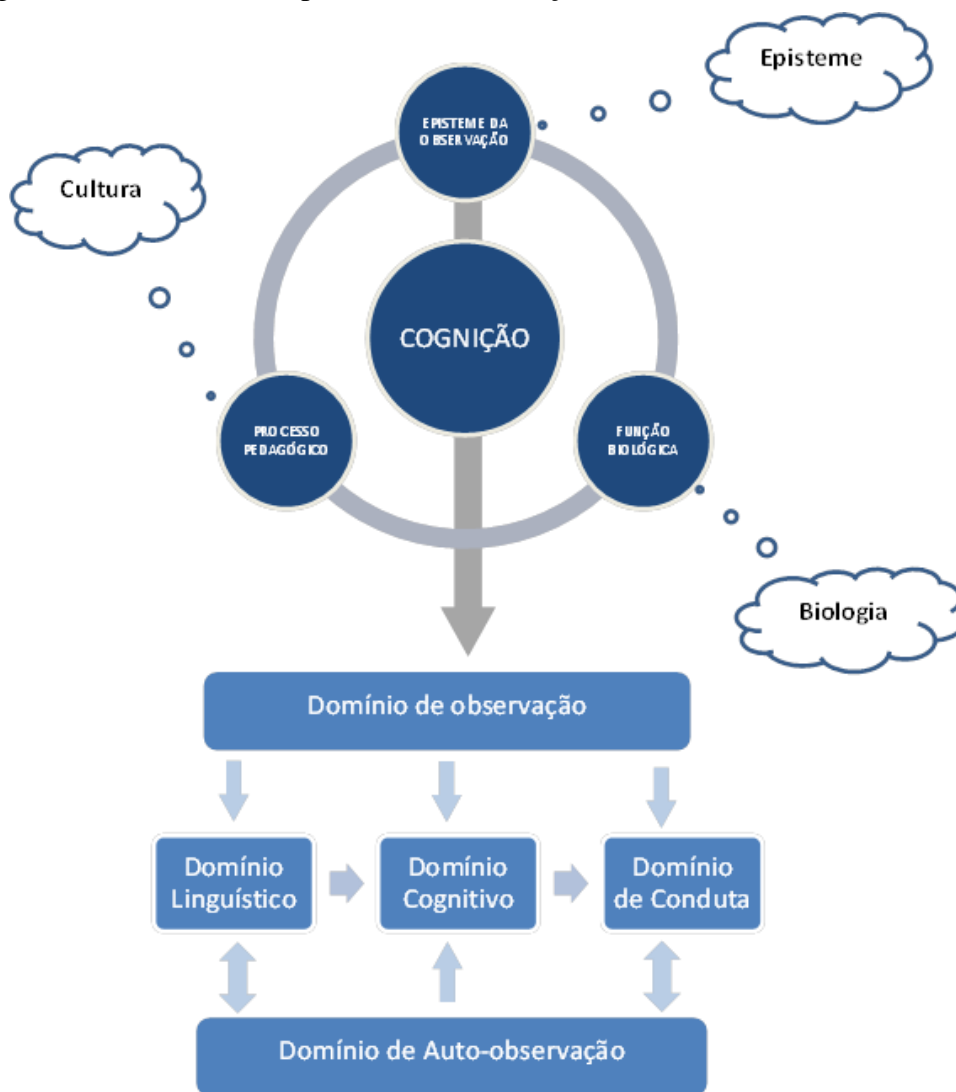 Episteme
EPISTEME DA
OBSERVAÇÃO
Cultura
COGNIÇÃO
PROCESSO
PEDAGÓGICO
FUNÇÃO
BIOLÓGICA
Biologia
Domínio de observação
Domínio
Linguístico
Domínio
Cognitivo
Domínio
de Conduta
Domínio de Auto-observação